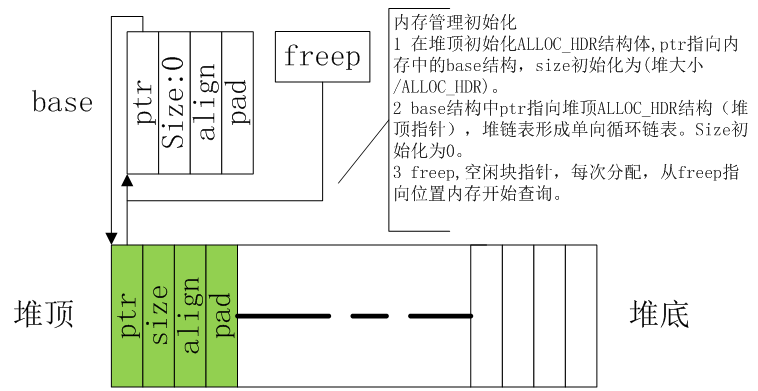 base
ptr
Size:0
align
pad
freep
内存管理初始化
1 在堆顶初始化ALLOC_HDR结构体,ptr指向内
存中的base结构，size初始化为(堆大小
/ALLOC_HDR)。
2 base结构中ptr指向堆顶ALLOC_HDR结构（堆
顶指针），堆链表形成单向循环链表。Size初
始化为0。
3 freep,空闲块指针，每次分配，从freep指
向位置内存开始查询。
堆顶
ptr
size
align
pad
堆底